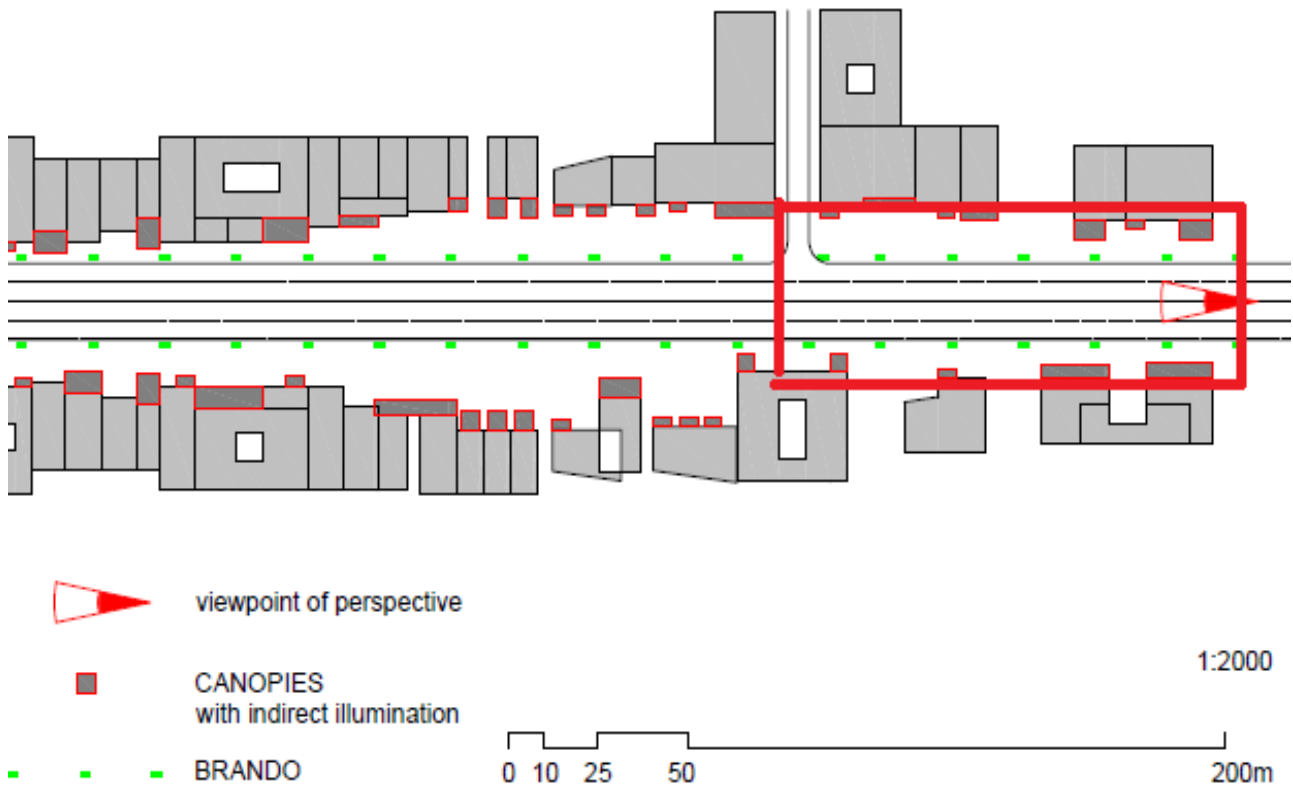 viewpoint of perspective
1:2000
CANOPIES
with indirect illumination
BRANDO
0 10 25 50 200m